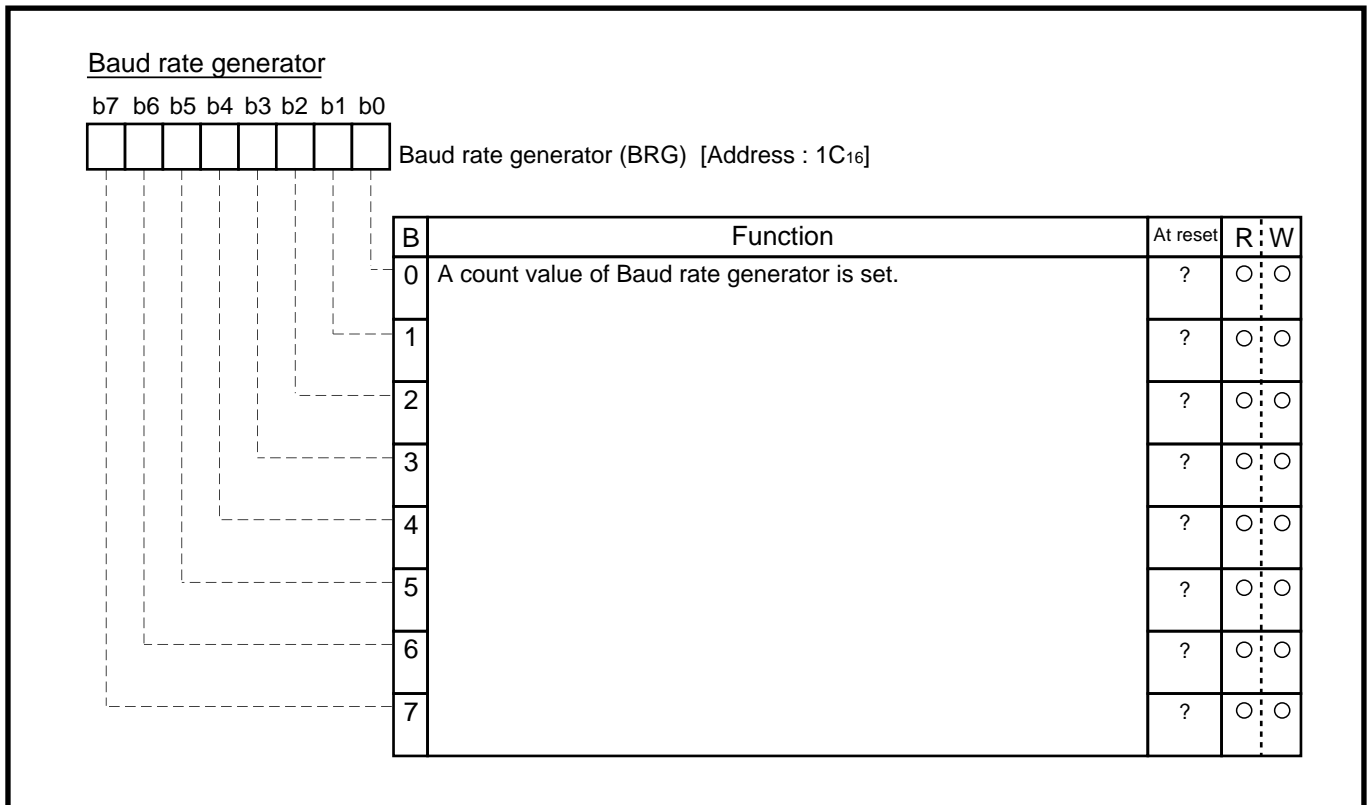 Baud rate generator
b7 b6 b5 b4 b3 b2 b1 b0
Baud rate generator (BRG) [Address : 1C16]
B Function At reset R W
0 A count value of Baud rate generator is set. ? ○ ○
1 ? ○ ○
2 ? ○ ○
3 ? ○ ○
4 ? ○ ○
5 ? ○ ○
6 ? ○ ○
7 ? ○ ○